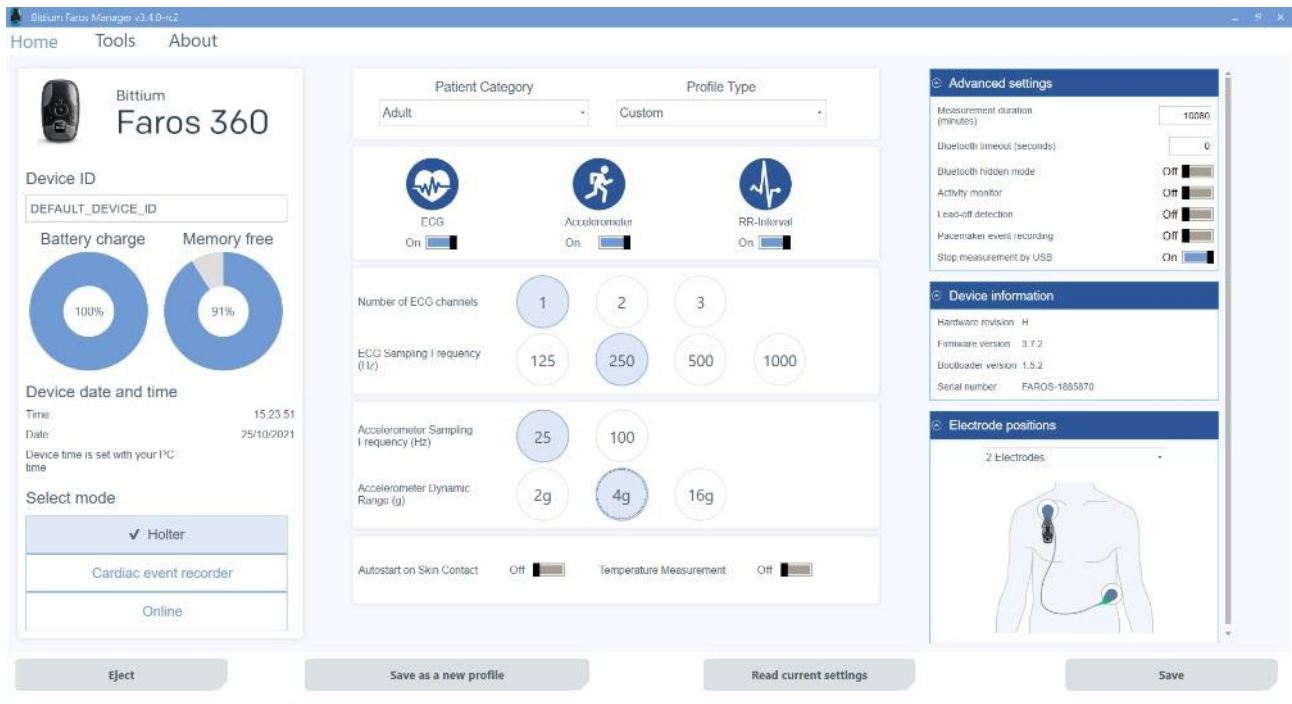 Bittium Faros Manager v3.4.0-rc2
Home Tools About
Bittium
Faros 360
Device ID
DEFAULT_DEVICE_ID
Battery charge Memory free
100% 91%
Device date and time
Time: 15.23.51
Date 25/10/2021
Device time is set with your PC
time
Select mode
✓ Holter
Cardiac event recorder
Online
Patient Category Profile Type
Adult Custom
ECG Accelerometer RR-Interval
On On On
Number of ECG channels 1 2 3
ECG Sampling Frequency
(Hz) 125 250 500 1000
Accelerometer Sampling
Frequency (Hz) 25 100
Accelerometer Dynamic
Range (g) 2g 4g 16g
Autostart on Skin Contact Off Temperature Measurement Off
Advanced settings
Measurement duration
(minutes) 10080
Bluetooth timeout (seconds) 0
Bluetooth hidden mode Off
Activity monitor Off
Lead-off detection Off
Pacemaker event recording Off
Stop measurement by USB On
Device information
Hardware revision H
Firmware version 3.7.2
Bootloader version 1.5.2
Serial number FAROS-1885870
Electrode positions
2 Electrodes
Eject Save as a new profile Read current settings Save